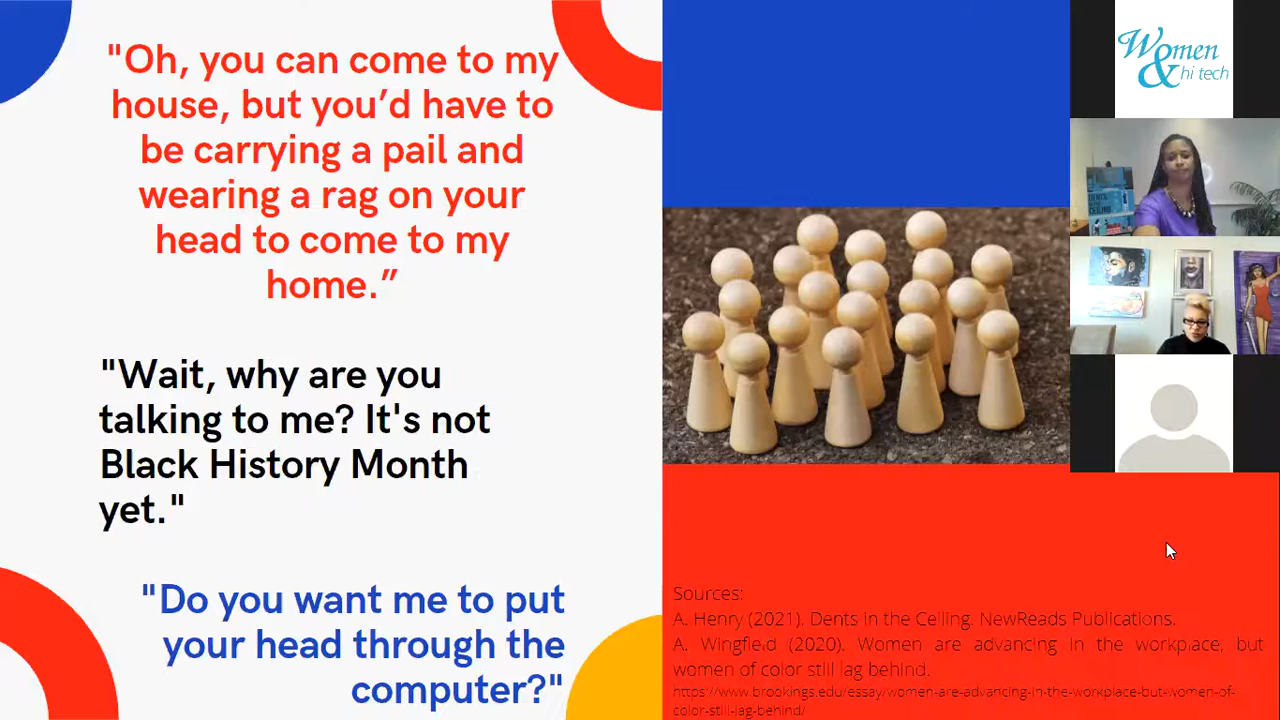 "Oh, you can come to my
house, but you’d have to
be carrying a pail and
wearing a rag on your
head to come to my
home.”
"Wait, why are you
talking to me? It's not
Black History Month
yet."
"Do you want me to put
your head through the
computer?"
Women
& hi tech
Sources:
A. Henry (2021). Dents in the Ceiling. NewReads Publications.
A. Wingfield (2020). Women are advancing in the workplace, but
women of color still lag behind.
https://www.brookings.edu/essay/women-are-advancing-in-the-workplace-but-women-of-
color-still-lag-behind/